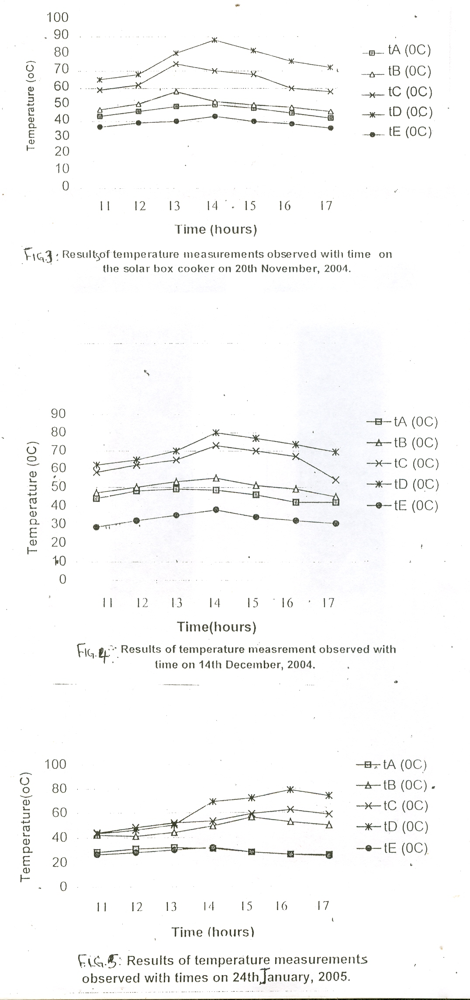 100
90
80
70
60
50
40
30
20
10
0
Temperature (oC)
11 12 13 14 15 16 17
Time (hours)
tA (0C)
tB (0C)
tC (0C)
tD (0C)
tE (0C)
FIG.3: Results of temperature measurements observed with time on
the solar box cooker on 20th November, 2004.
90
80
70
60
50
40
30
20
10
0
Temperature (0C)
11 12 13 14 15 16 17
Time(hours)
tA (0C)
tB (0C)
tC (0C)
tD (0C)
tE (0C)
FIG.4: Results of temperature measrement observed with
time on 14th December, 2004.
100
80
60
40
20
0
Temperature(oC)
11 12 13 14 15 16 17
Time (hours)
tA (0C)
tB (0C)
tC (0C)
tD (0C)
tE (0C)
FIG.5: Results of temperature measurements
observed with times on 24th January, 2005.